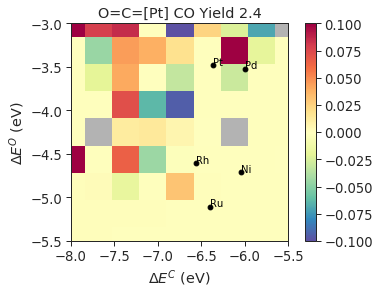 O=C=[Pt] CO Yield 2.4
−3.0
−3.5
−4.0
−4.5
−5.0
−5.5
ΔE^O (eV)
Pt
Pd
Rh
Ni
Ru
−8.0 −7.5 −7.0 −6.5 −6.0 −5.5
ΔE^C (eV)
0.100
0.075
0.050
0.025
0.000
−0.025
−0.050
−0.075
−0.100